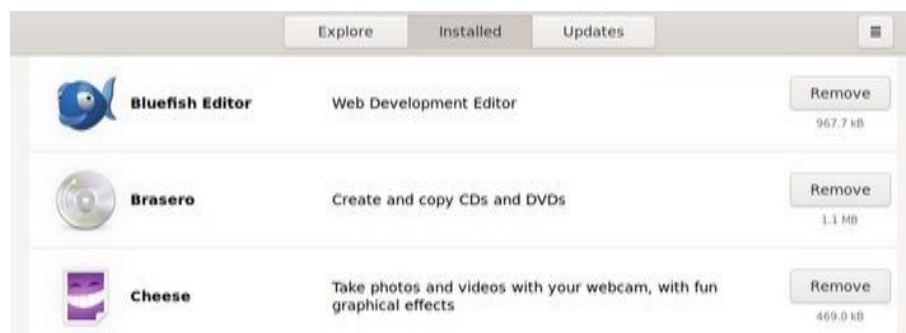 Explore Installed Updates
Bluefish Editor Web Development Editor Remove
967.7 kB
Brasero Create and copy CDs and DVDs Remove
1.1 MB
Cheese Take photos and videos with your webcam, with fun Remove
graphical effects
469.0 kB